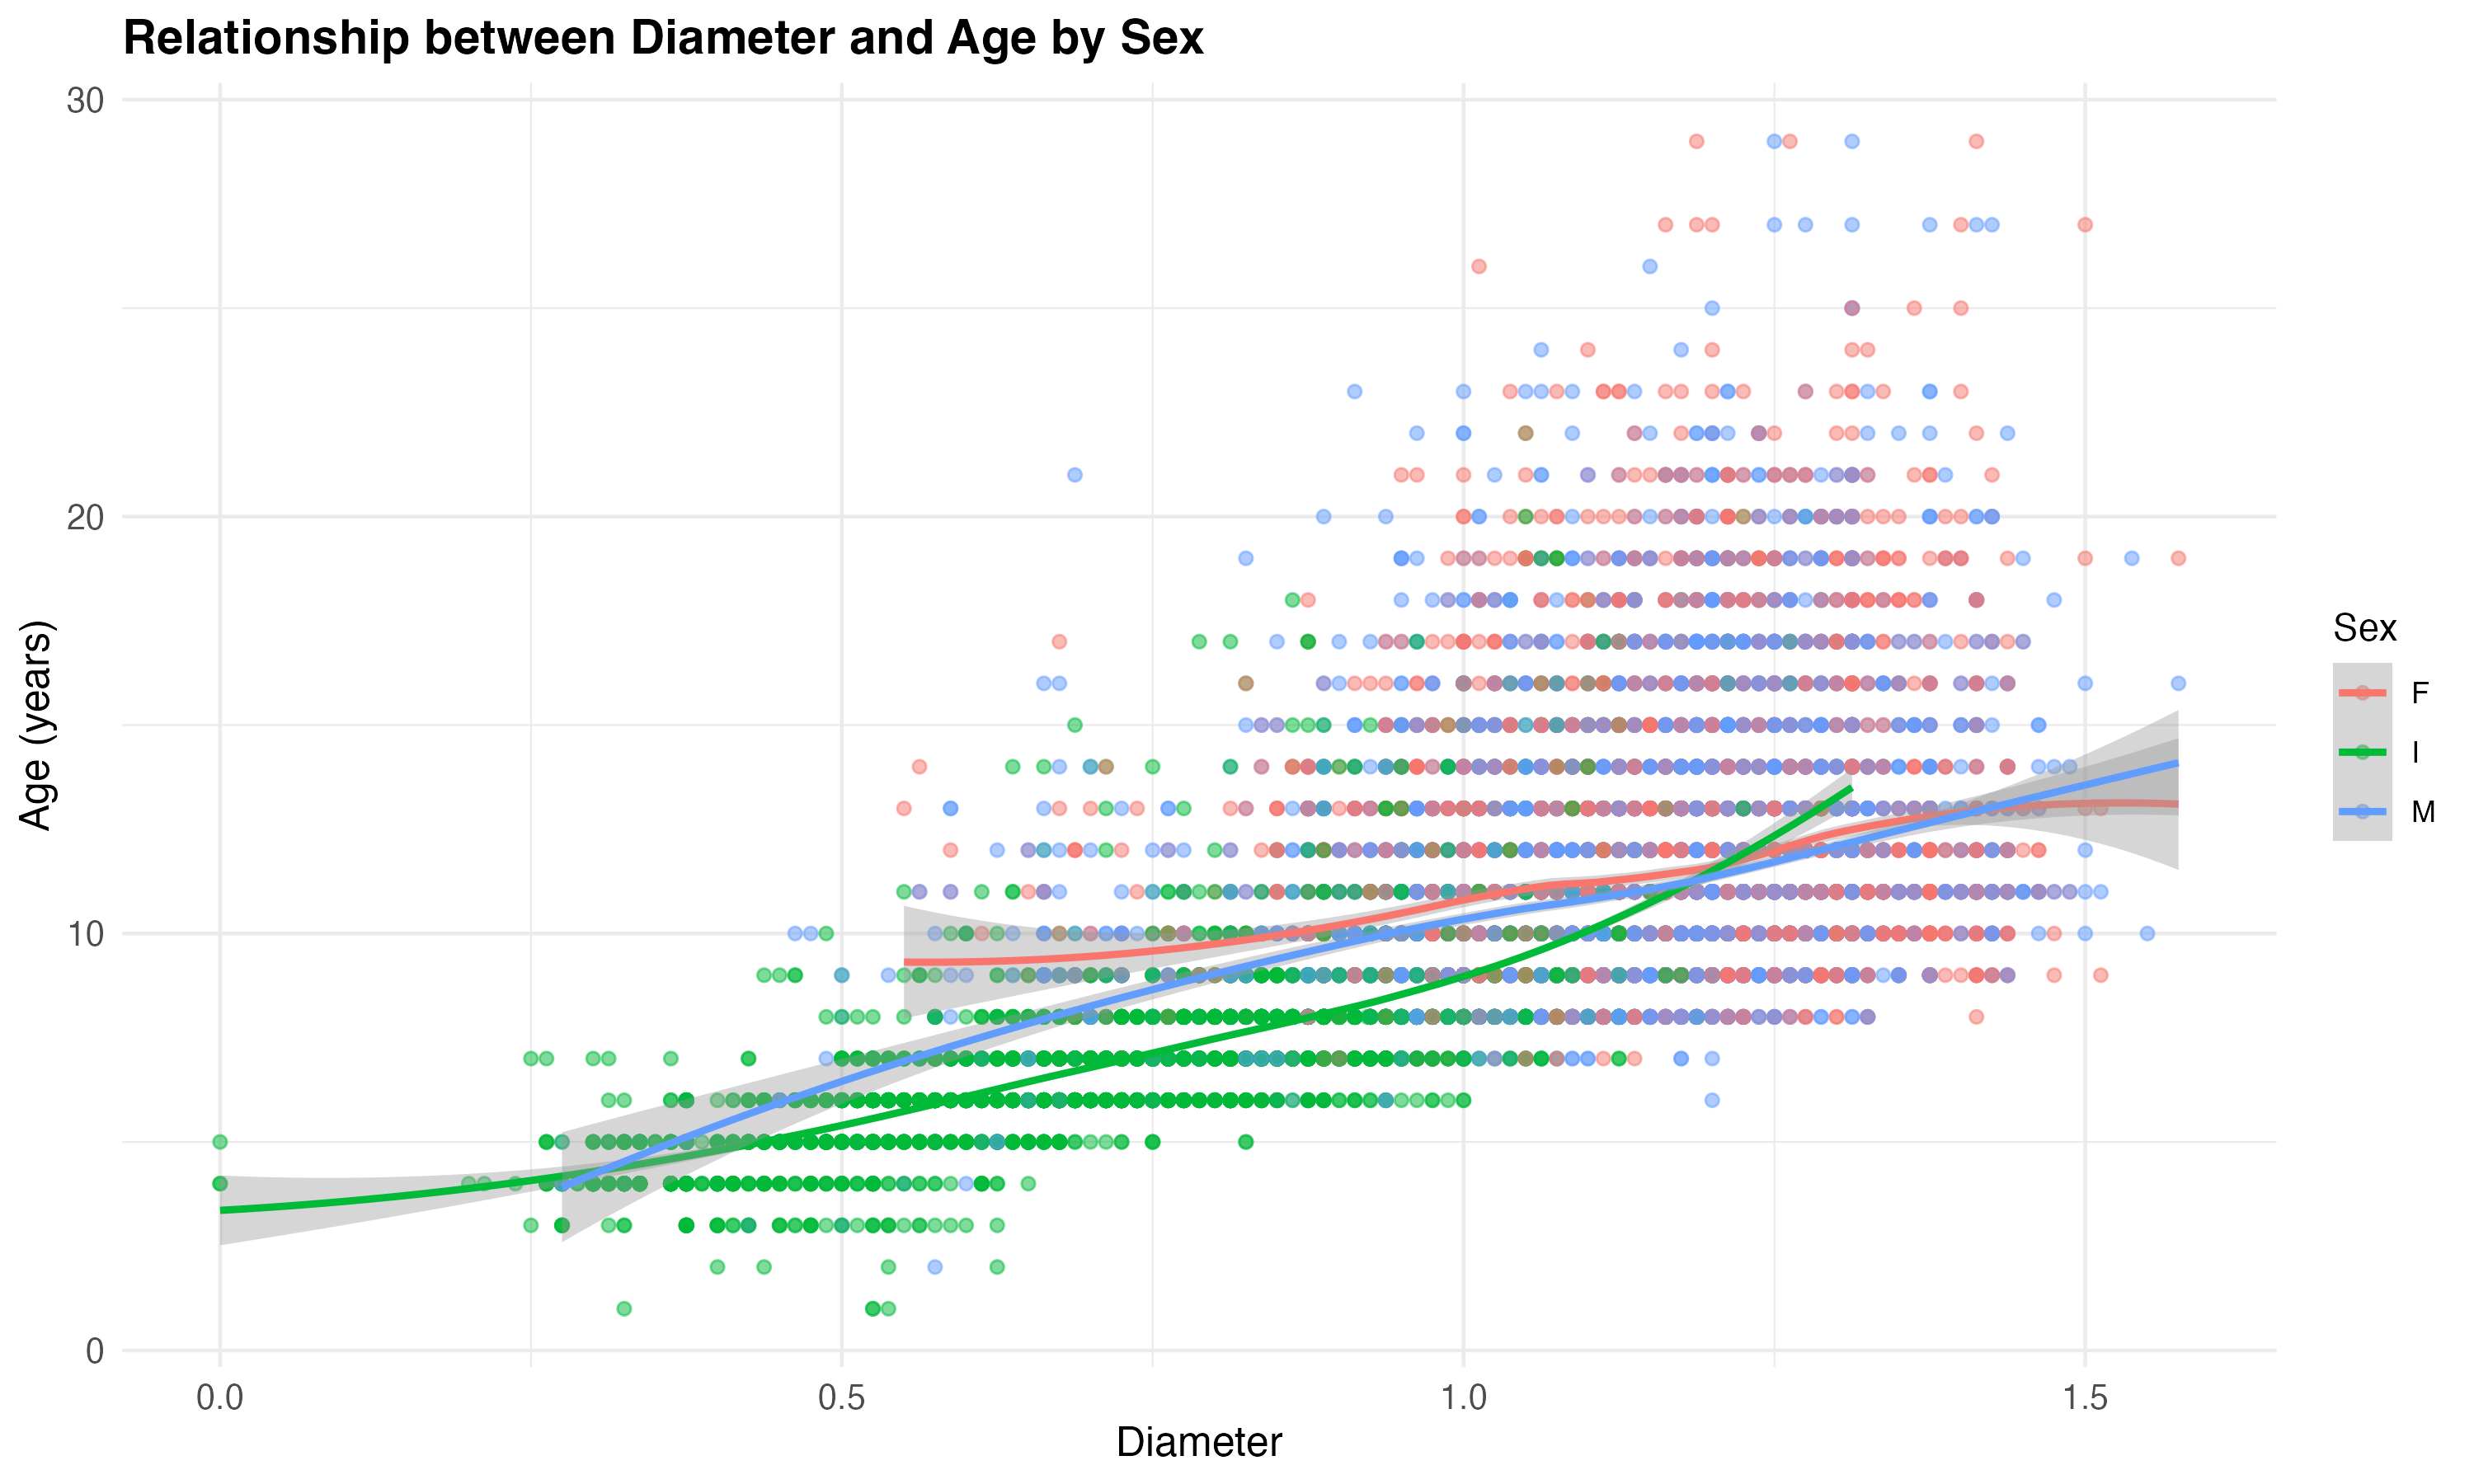 Relationship between Diameter and Age by Sex
30
20
10
0
Age (years)
0.0 0.5 1.0 1.5
Diameter
Sex
F
I
M